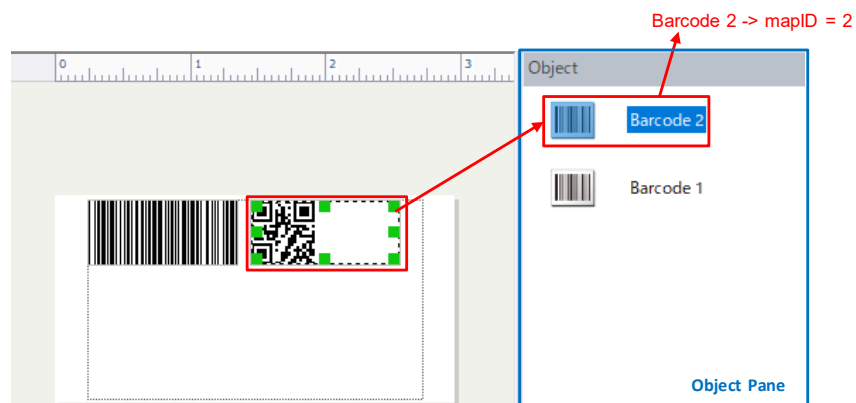 Barcode 2 -> mapID = 2
0 1 2 3
Object
Barcode 2
Barcode 1
Object Pane